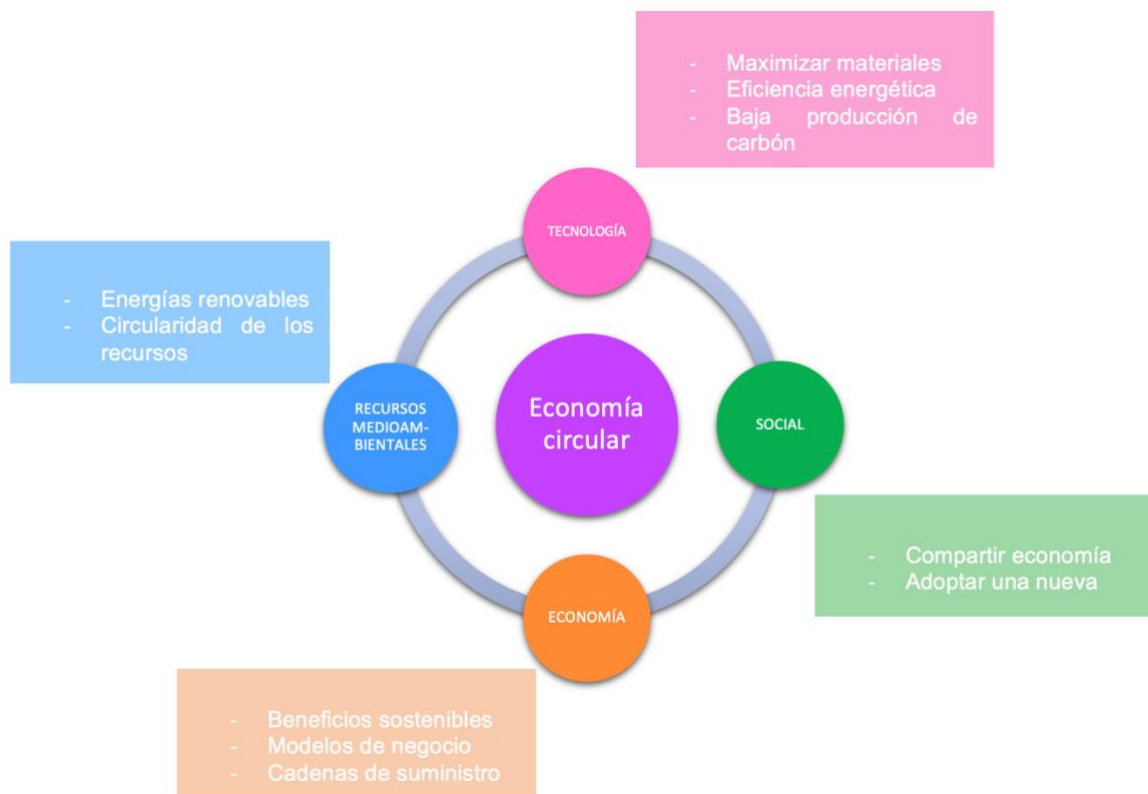 - Maximizar materiales
- Eficiencia energética
- Baja producción de
carbón
TECNOLOGÍA
- Energías renovables
- Circularidad de los
recursos
RECURSOS
MEDIOAM-
BIENTALES
Economía
circular
SOCIAL
- Compartir economía
- Adoptar una nueva
ECONOMÍA
- Beneficios sostenibles
- Modelos de negocio
- Cadenas de suministro